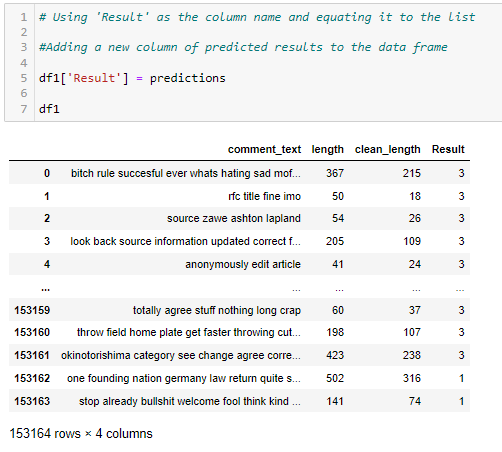 1 # Using 'Result' as the column name and equating it to the list
2
3 #Adding a new column of predicted results to the data frame
4
5 df1['Result'] = predictions
6
7 df1
comment_text length clean_length Result
0 bitch rule succesful ever whats hating sad mof... 367 215 3
1 rfc title fine imo 50 18 3
2 source zawe ashton lapland 54 26 3
3 look back source information updated correct f... 205 109 3
4 anonymously edit article 41 24 3
... ... ... ... ...
153159 totally agree stuff nothing long crap 60 37 3
153160 throw field home plate get faster throwing cut... 198 107 3
153161 okinotorishima category see change agree corre... 423 238 3
153162 one founding nation germany law return quite s... 502 316 1
153163 stop already bullshit welcome fool think kind ... 141 74 1
153164 rows × 4 columns